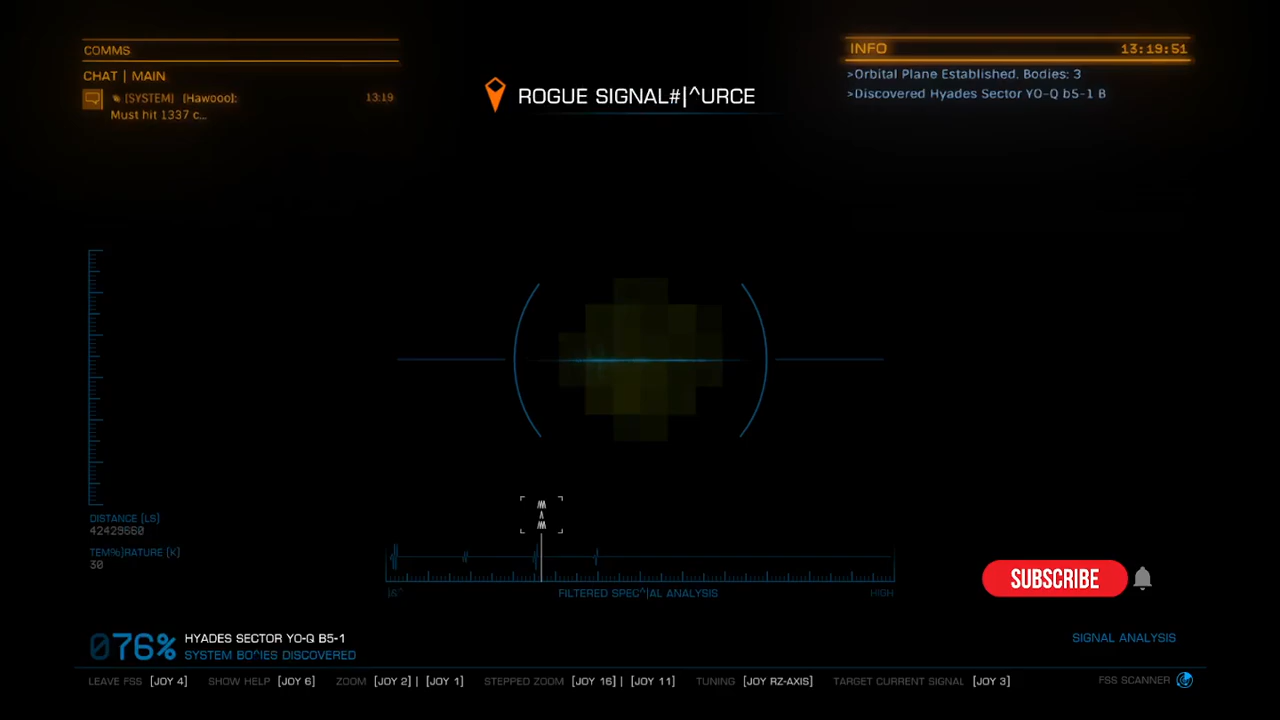 COMMS
CHAT | MAIN
[SYSTEM] [Hawooo]: 13:19
Must hit 1337 c...
ROGUE SIGNAL#|^URCE
INFO 13:19:51
>Orbital Plane Established. Bodies: 3
>Discovered Hyades Sector YO-Q b5-1 B
DISTANCE [LS]
42429660
TEM%)RATURE [K]
30
FILTERED SPEC^|AL ANALYSIS HIGH
SUBSCRIBE
076% HYADES SECTOR YO-Q B5-1
SYSTEM BO^IES DISCOVERED
SIGNAL ANALYSIS
LEAVE FSS [JOY 4] SHOW HELP [JOY 6] ZOOM [JOY 2] | [JOY 1] STEPPED ZOOM [JOY 16] | [JOY 11] TUNING [JOY RZ-AXIS] TARGET CURRENT SIGNAL [JOY 3] FSS SCANNER